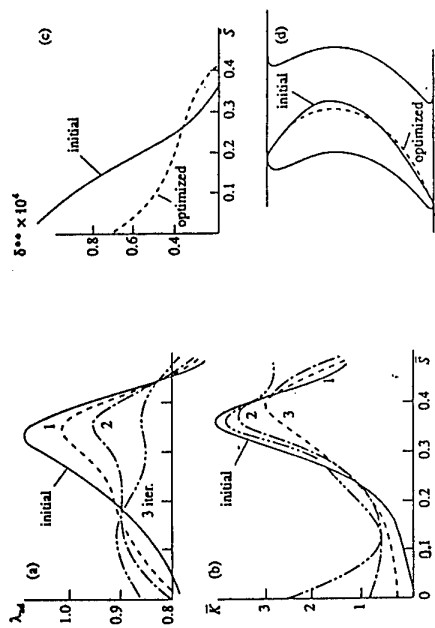 (a)
λad
1.0
0.9
0.8
initial
1
2
3 iter.
(b)
K̅
3
2
1
0
0.1
0.2
0.3
0.4
S̅
initial
1
2
3
(c)
δ** × 10⁴
0.8
0.6
0.4
0.1
0.2
0.3
0.4
S̅
initial
optimized
(d)
initial
optimized